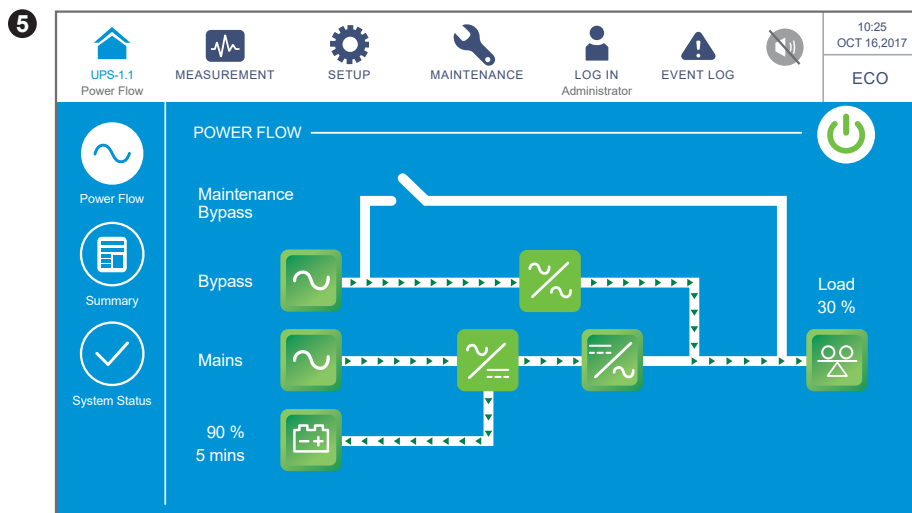 5
10:25
OCT 16,2017
ECO
UPS-1.1
Power Flow
MEASUREMENT
SETUP
MAINTENANCE
LOG IN
Administrator
EVENT LOG
POWER FLOW
Power Flow
Summary
System Status
Maintenance
Bypass
Bypass
Load
30 %
Mains
90 %
5 mins